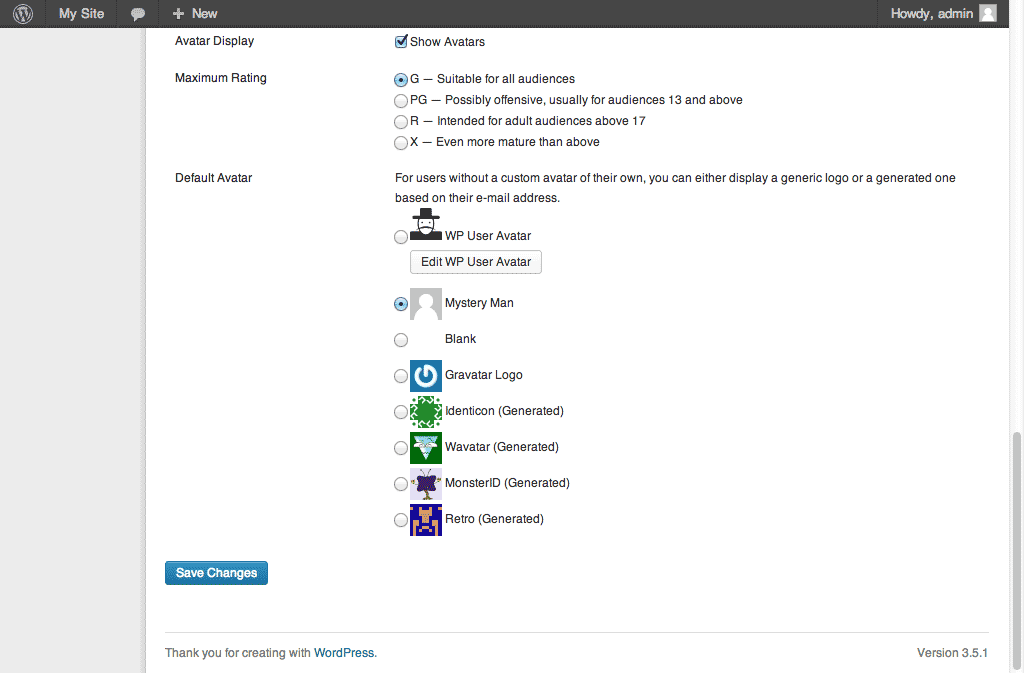 My Site
New
Howdy, admin
Avatar Display
Show Avatars
Maximum Rating
G — Suitable for all audiences
PG — Possibly offensive, usually for audiences 13 and above
R — Intended for adult audiences above 17
X — Even more mature than above
Default Avatar
For users without a custom avatar of their own, you can either display a generic logo or a generated one
based on their e-mail address.
WP User Avatar
Edit WP User Avatar
Mystery Man
Blank
Gravatar Logo
Identicon (Generated)
Wavatar (Generated)
MonsterID (Generated)
Retro (Generated)
Save Changes
Thank you for creating with WordPress.
Version 3.5.1